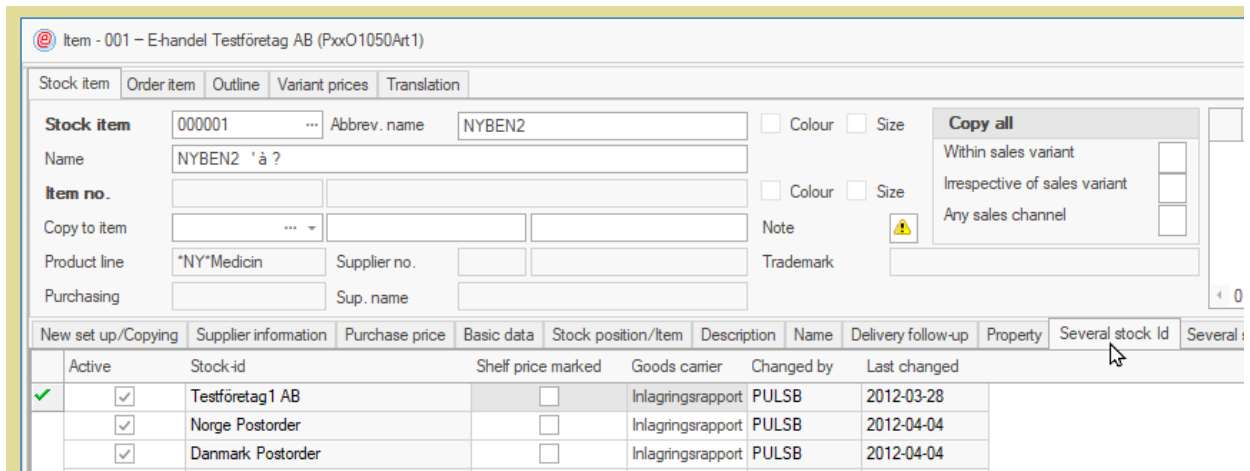 Item - 001 – E-handel Testföretag AB (PxxO1050Art1)
Stock item Order item Outline Variant prices Translation
Stock item 000001 ... Abbrev. name NYBEN2 Colour Size Copy all
Name NYBEN2 ' à ? Within sales variant
Item no. Colour Size Irrespective of sales variant
Copy to item ... Note Any sales channel
Product line *NY*Medicin Supplier no. Trademark
Purchasing Sup. name 0
New set up/Copying Supplier information Purchase price Basic data Stock position/Item Description Name Delivery follow-up Property Several stock Id Several
Active Stock-id Shelf price marked Goods carrier Changed by Last changed
Testföretag1 AB Inlagringsrapport PULSB 2012-03-28
Norge Postorder Inlagringsrapport PULSB 2012-04-04
Danmark Postorder Inlagringsrapport PULSB 2012-04-04